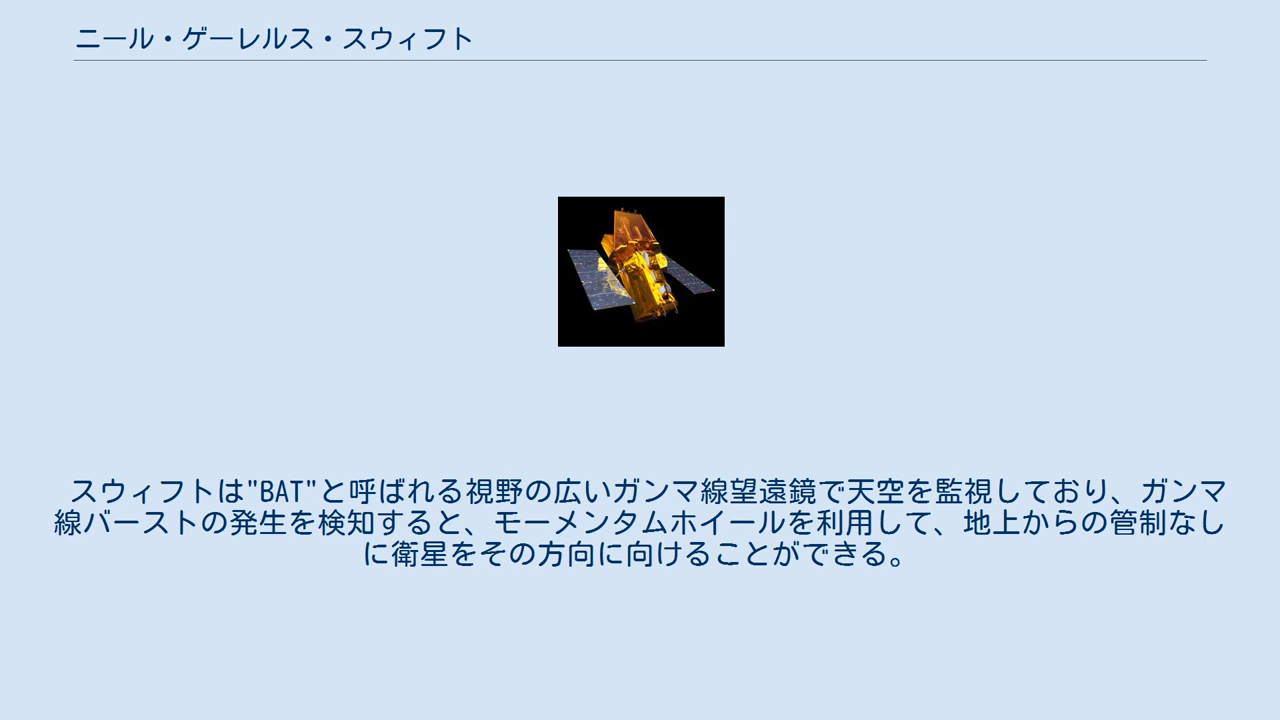 ニール・ゲーレルス・スウィフト
スウィフトは"BAT"と呼ばれる視野の広いガンマ線望遠鏡で天空を監視しており、ガンマ
線バーストの発生を検知すると、モーメンタムホイールを利用して、地上からの管制なし
に衛星をその方向に向けることができる。